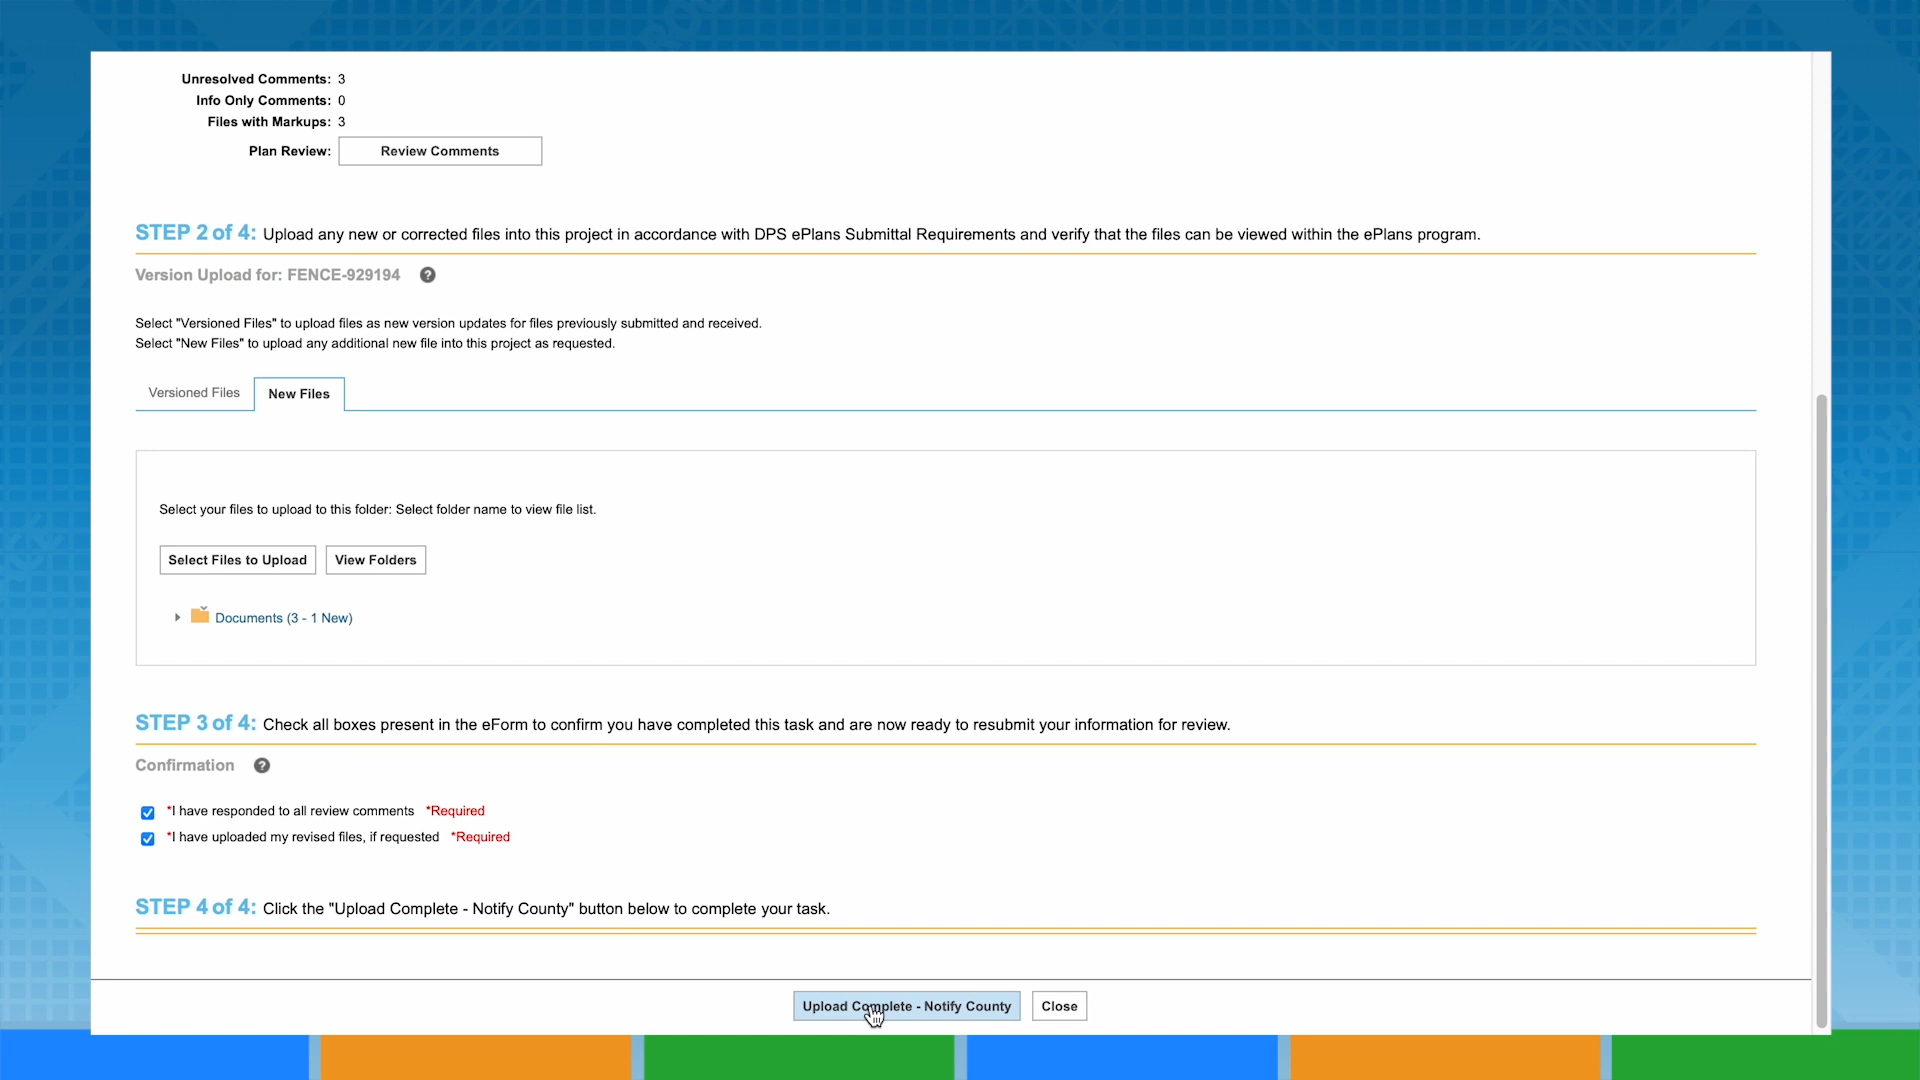 Unresolved Comments: 3
Info Only Comments: 0
Files with Markups: 3
Plan Review: Review Comments
STEP 2 of 4: Upload any new or corrected files into this project in accordance with DPS ePlans Submittal Requirements and verify that the files can be viewed within the ePlans program.
Version Upload for: FENCE-929194 ?
Select "Versioned Files" to upload files as new version updates for files previously submitted and received.
Select "New Files" to upload any additional new file into this project as requested.
Versioned Files New Files
Select your files to upload to this folder: Select folder name to view file list.
Select Files to Upload View Folders
Documents (3 - 1 New)
STEP 3 of 4: Check all boxes present in the eForm to confirm you have completed this task and are now ready to resubmit your information for review.
Confirmation ?
*I have responded to all review comments *Required
*I have uploaded my revised files, if requested *Required
STEP 4 of 4: Click the "Upload Complete - Notify County" button below to complete your task.
Upload Complete - Notify County Close